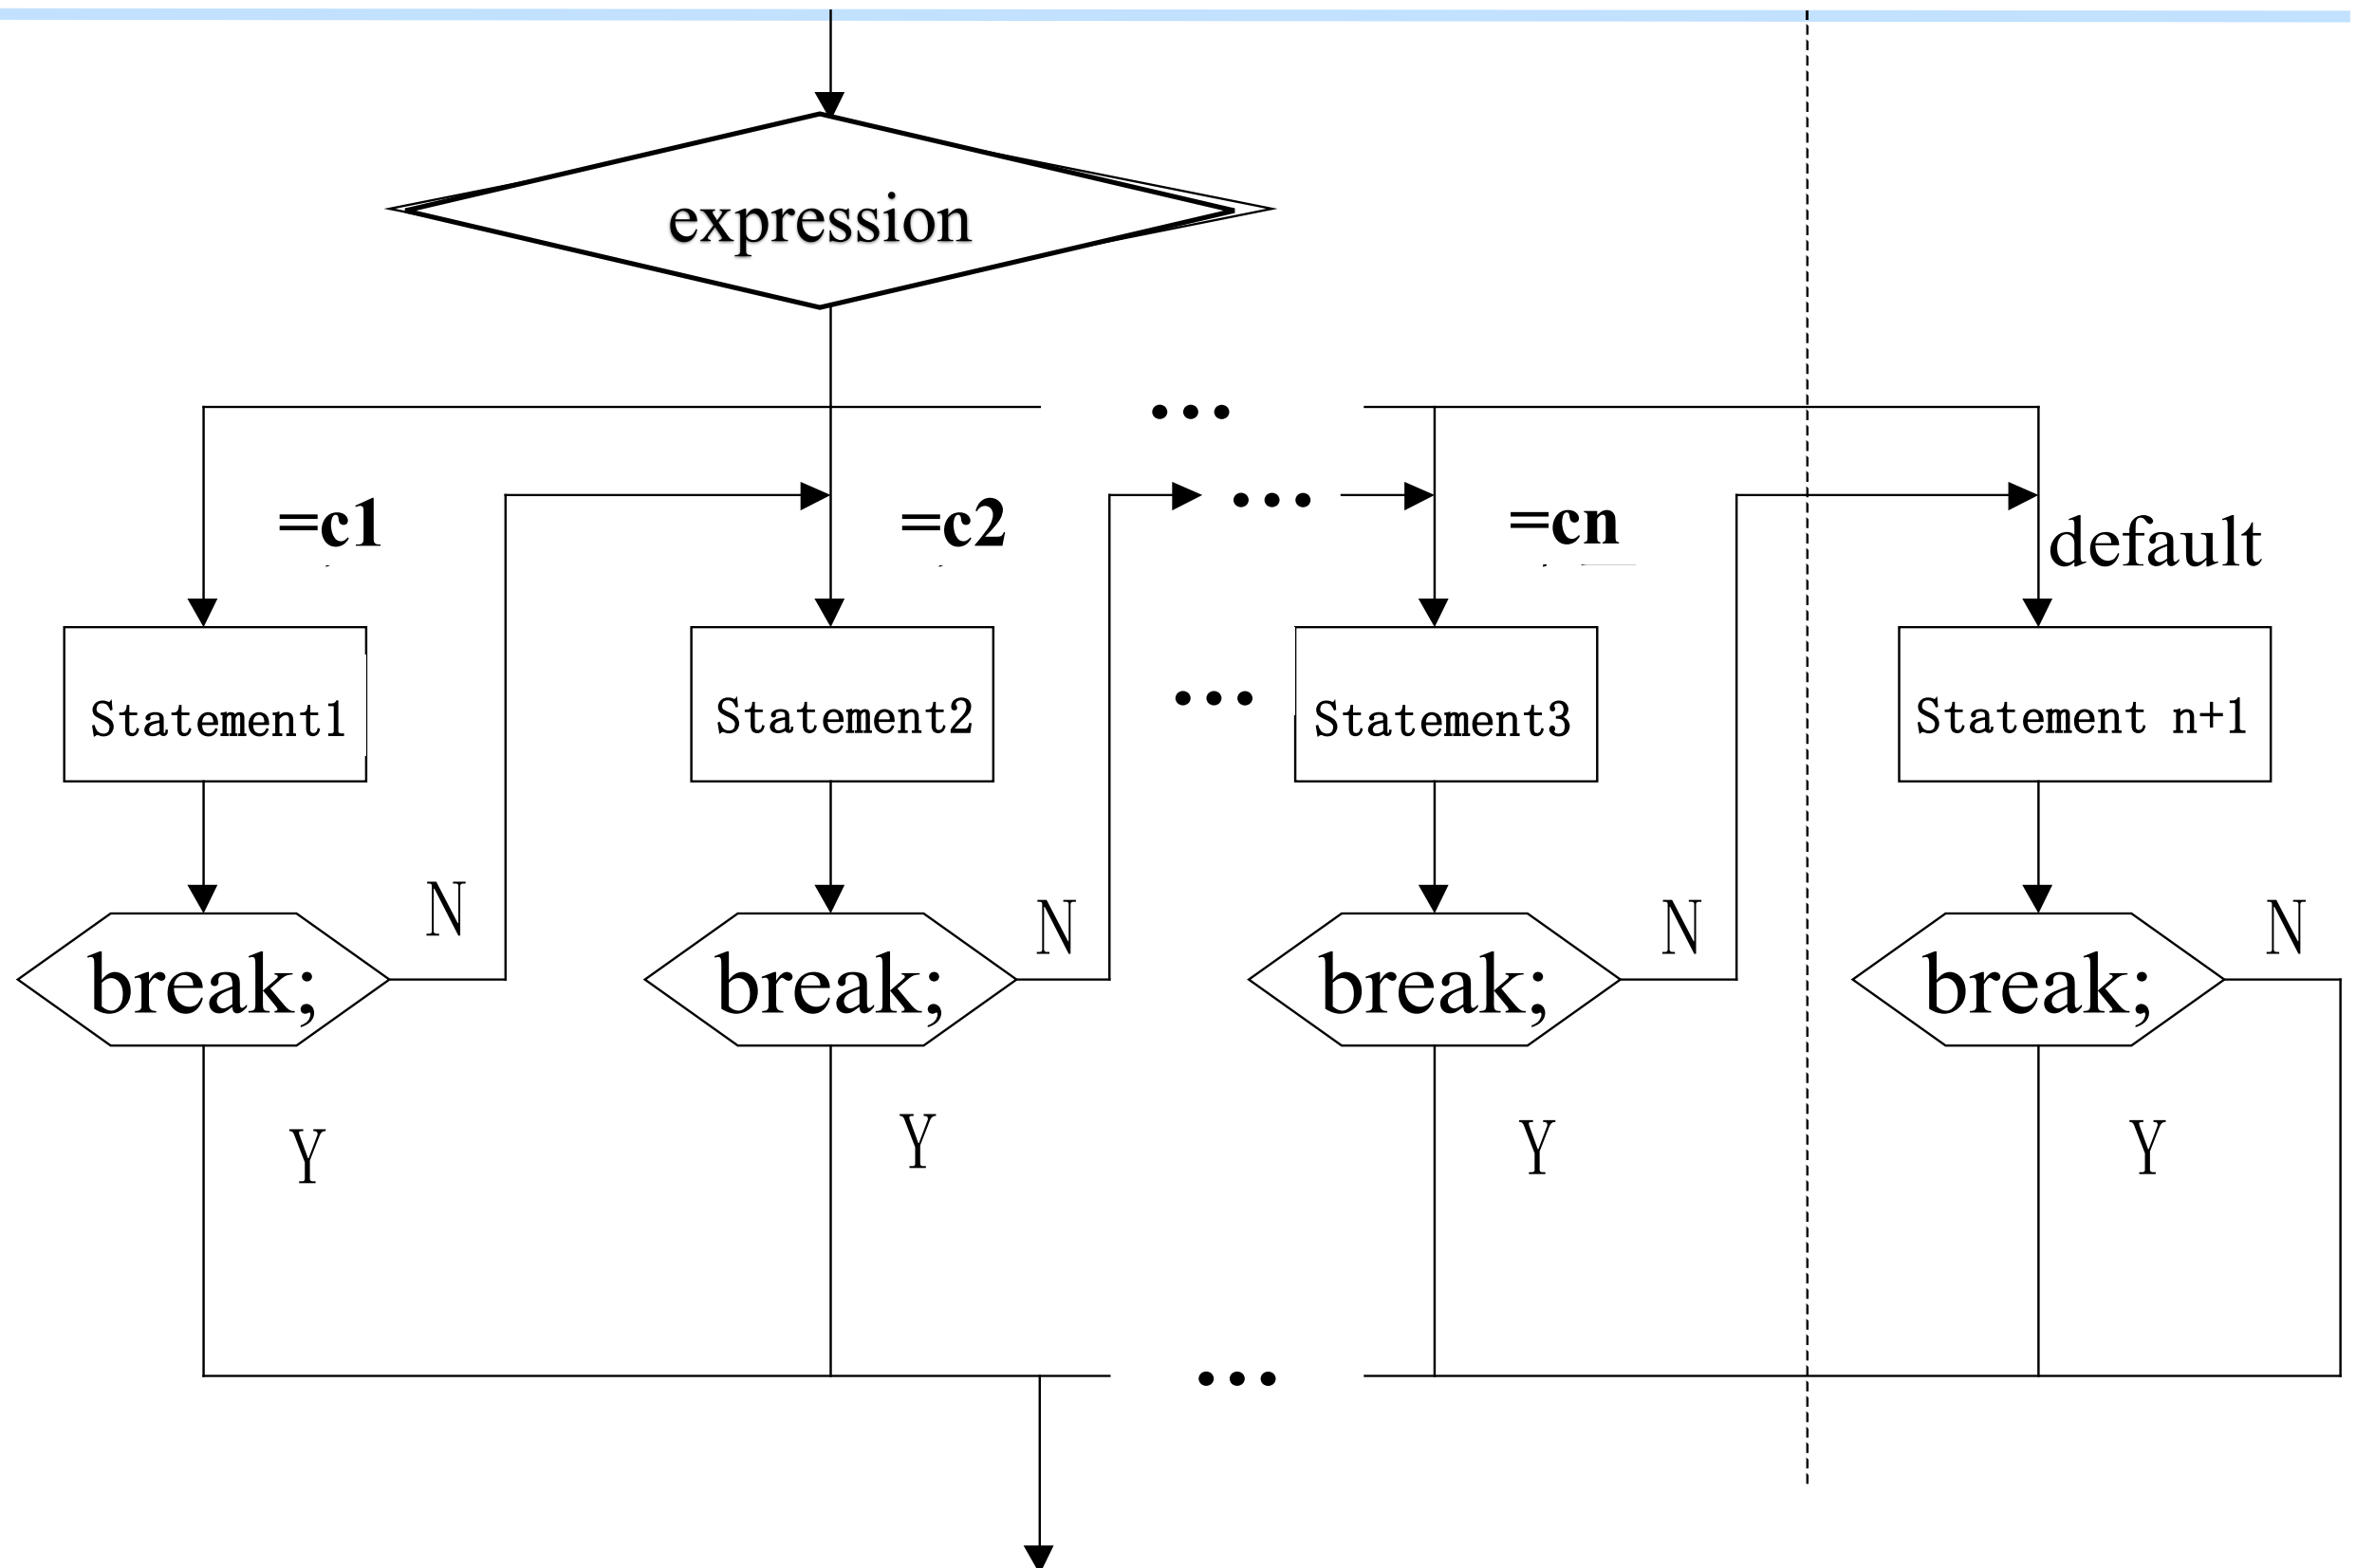 expression
...
=c1
=c2
...
=cn
default
Statement1
Statement2
...
Statement3
Statement n+1
N
N
N
N
break;
break;
break;
break;
Y
Y
Y
Y
...